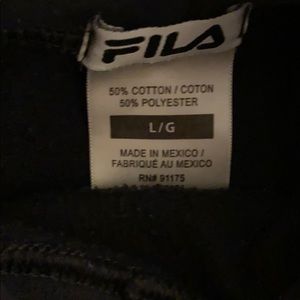 FILA
50% COTTON / COTON
50% POLYESTER
L/G
MADE IN MEXICO /
FABRIQUÉ AU MEXICO
RN# 91175